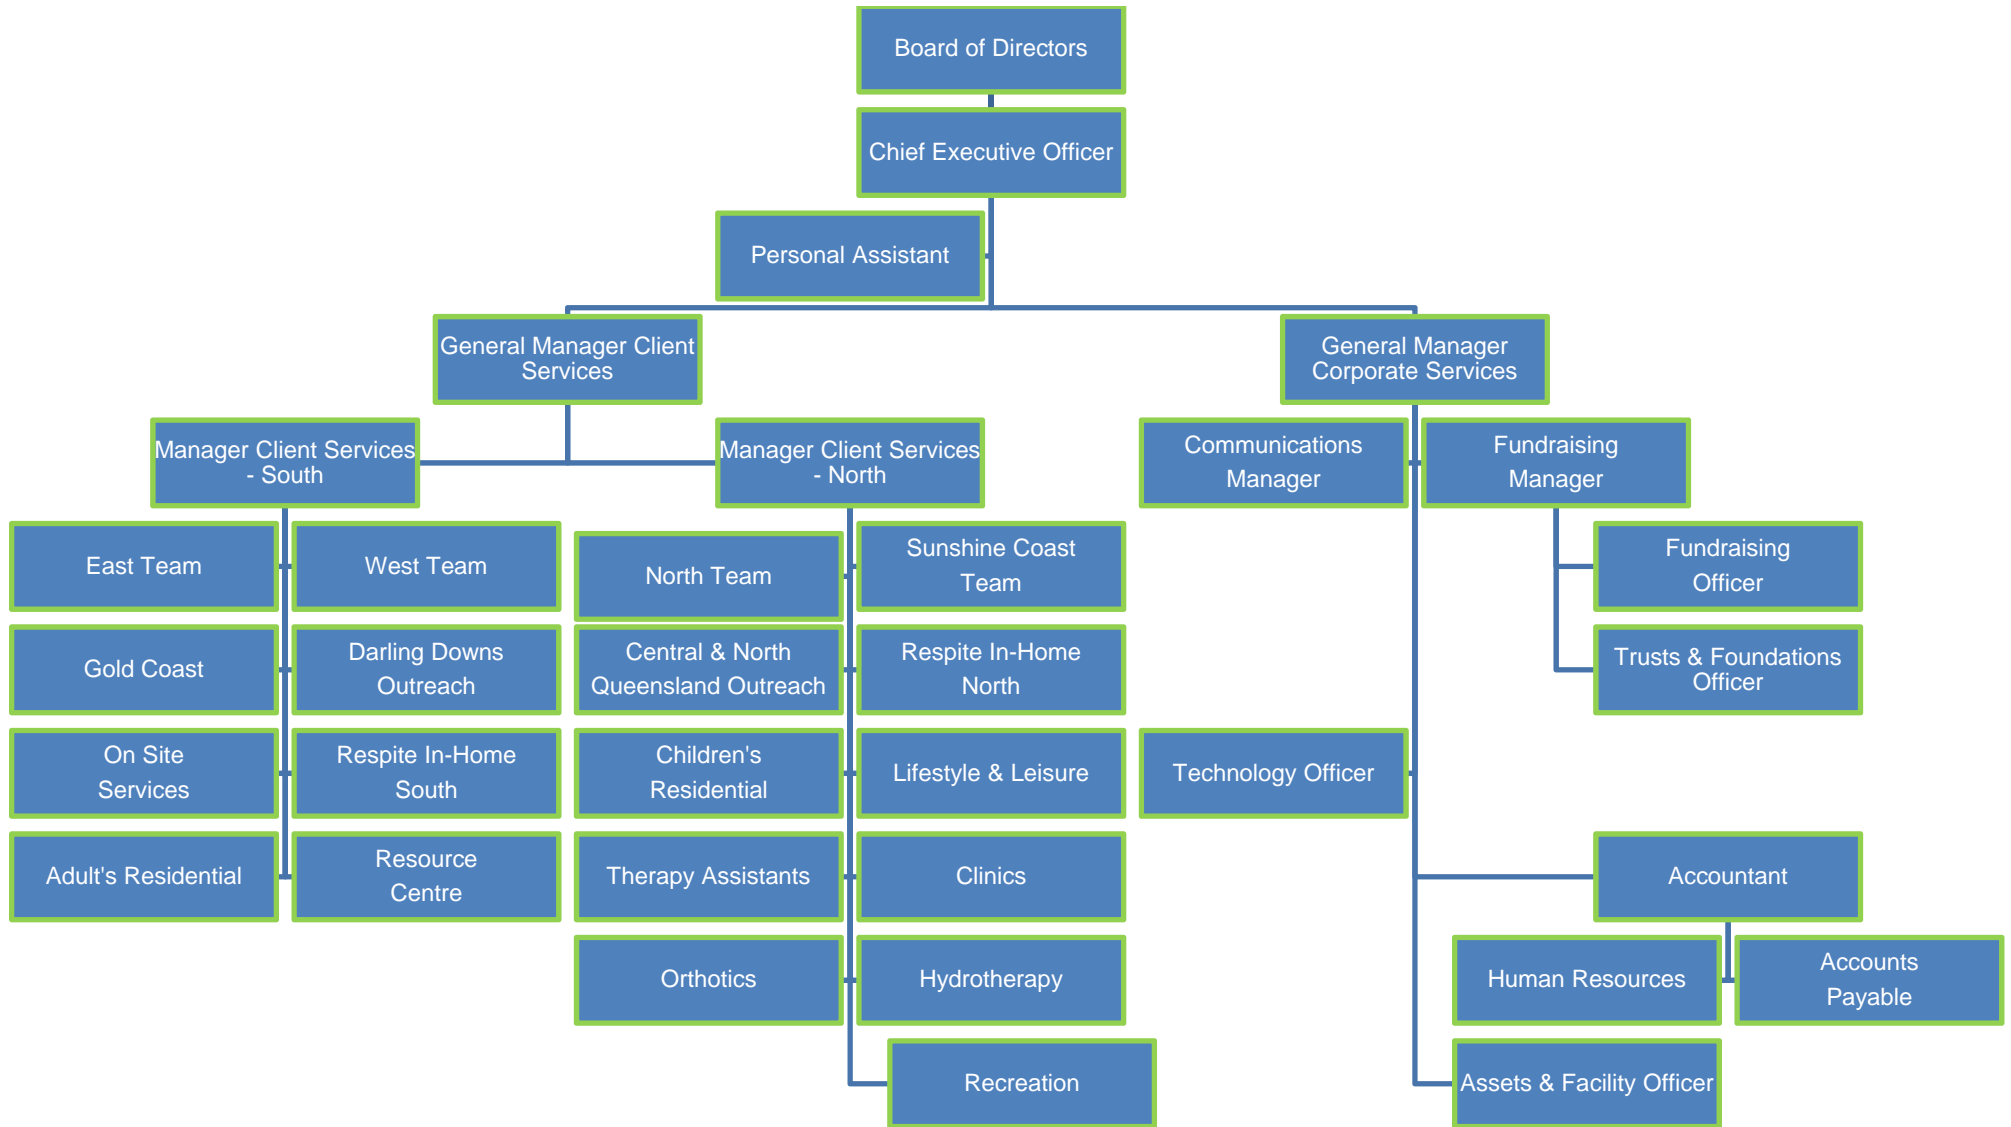 Board of Directors
Chief Executive Officer
Personal Assistant
General Manager Client
Services
General Manager
Corporate Services
Manager Client Services
- South
Manager Client Services
- North
Communications
Manager
Fundraising
Manager
East Team
West Team
North Team
Sunshine Coast
Team
Fundraising
Officer
Gold Coast
Darling Downs
Outreach
Central & North
Queensland Outreach
Respite In-Home
North
Trusts & Foundations
Officer
On Site
Services
Respite In-Home
South
Children's
Residential
Lifestyle & Leisure
Technology Officer
Adult's Residential
Resource
Centre
Therapy Assistants
Clinics
Accountant
Orthotics
Hydrotherapy
Human Resources
Accounts
Payable
Recreation
Assets & Facility Officer